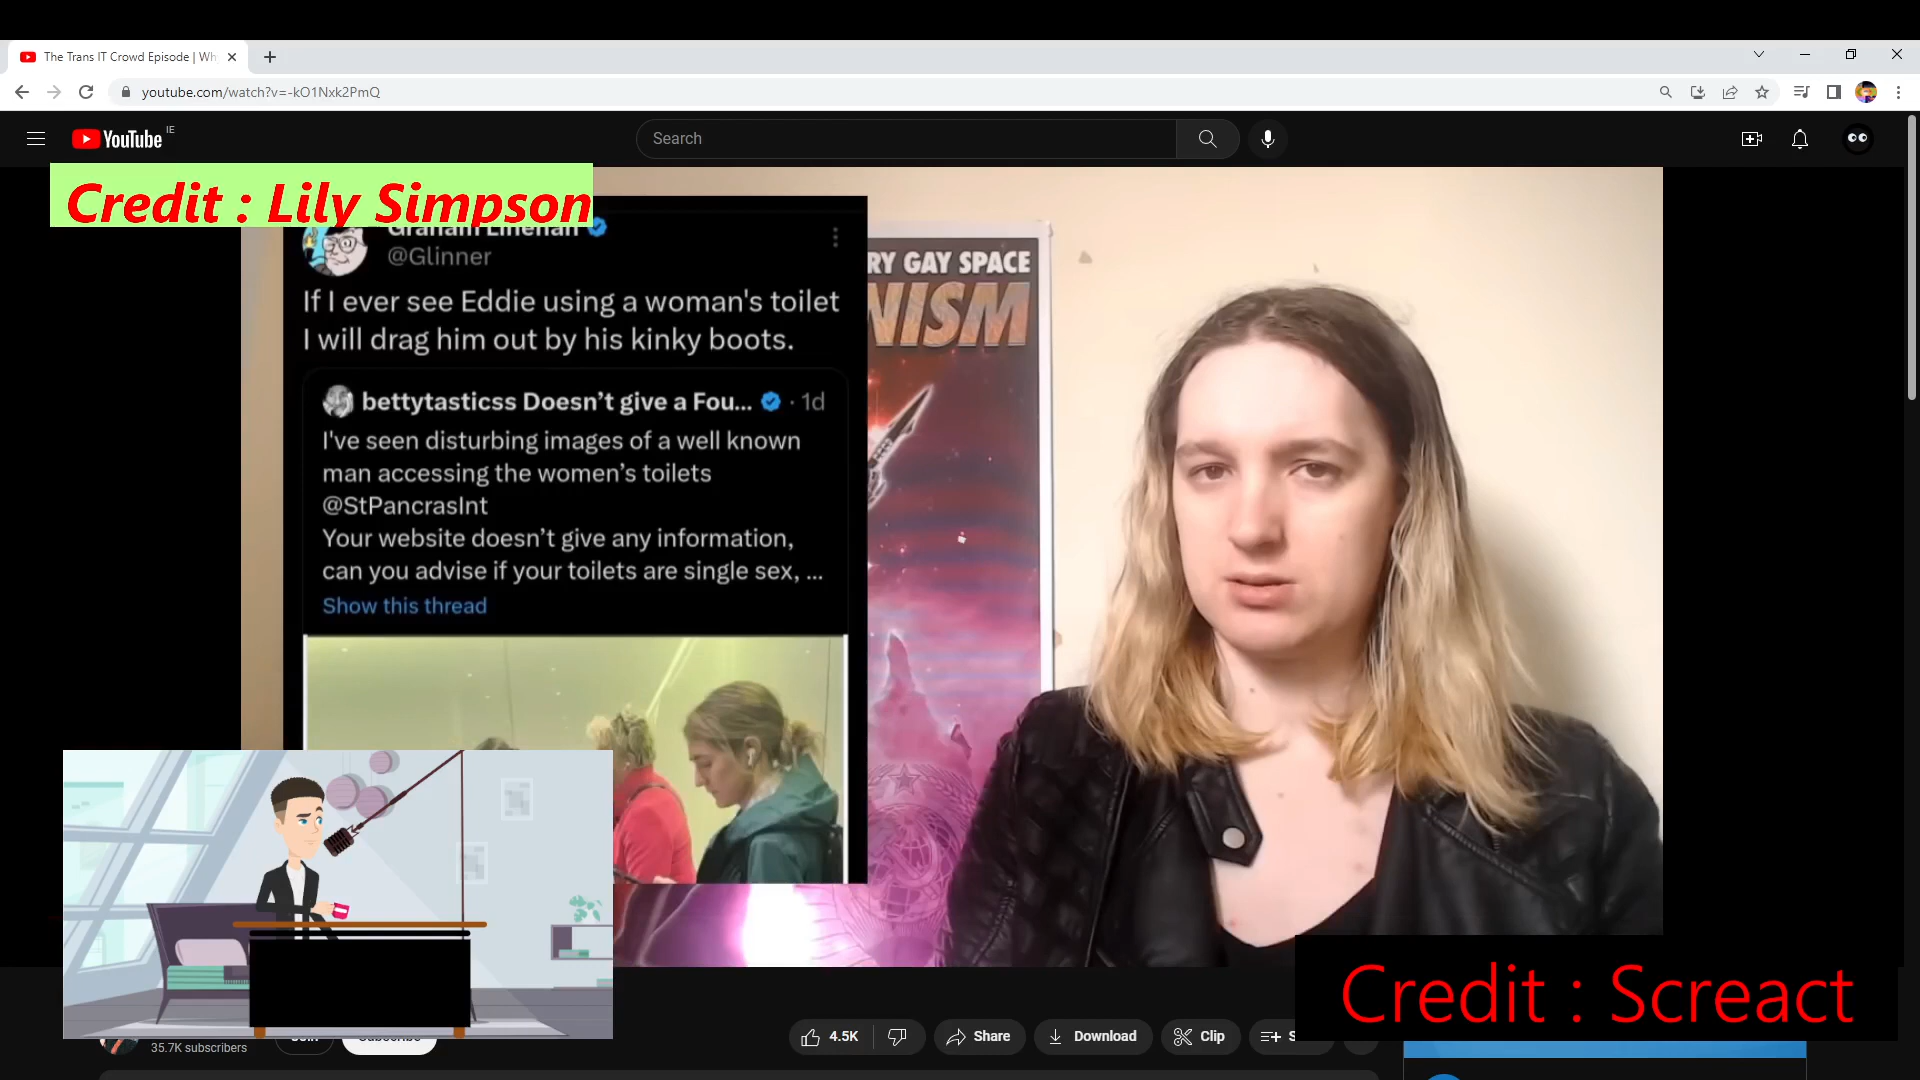 The Trans IT Crowd Episode | Wh
youtube.com/watch?v=-kO1Nxk2PmQ
YouTube IE
Search
Credit : Lily Simpson
Graham Linehan
@Glinner
If I ever see Eddie using a woman's toilet
I will drag him out by his kinky boots.
bettytasticss Doesn't give a Fou... · 1d
I've seen disturbing images of a well known
man accessing the women's toilets
@StPancrasInt
Your website doesn't give any information,
can you advise if your toilets are single sex, ...
Show this thread
RY GAY SPACE
NISM
35.7K subscribers
Join
Subscribe
4.5K
Share
Download
Clip
S
Credit : Screact